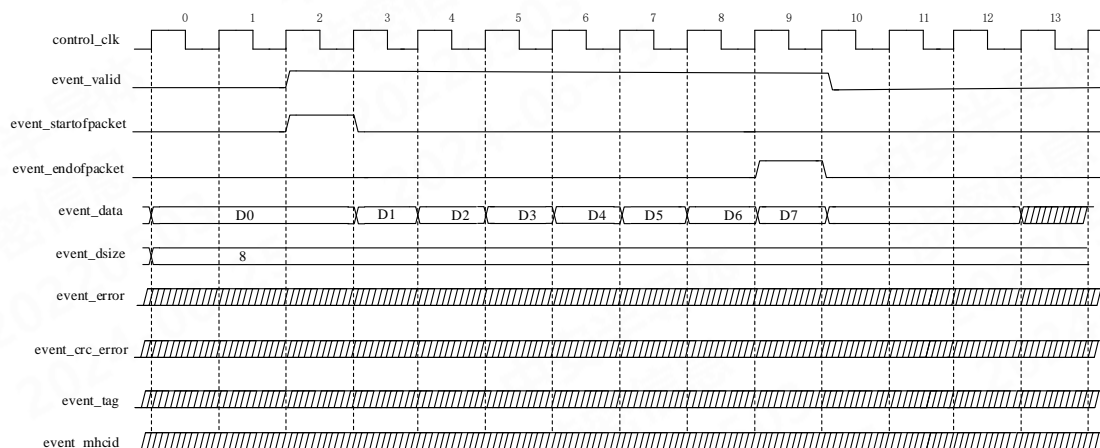 0 1 2 3 4 5 6 7 8 9 10 11 12 13
control_clk
event_valid
event_startofpacket
event_endofpacket
event_data D0 D1 D2 D3 D4 D5 D6 D7
event_dsize 8
event_error
event_crc_error
event_tag
event_mhcid